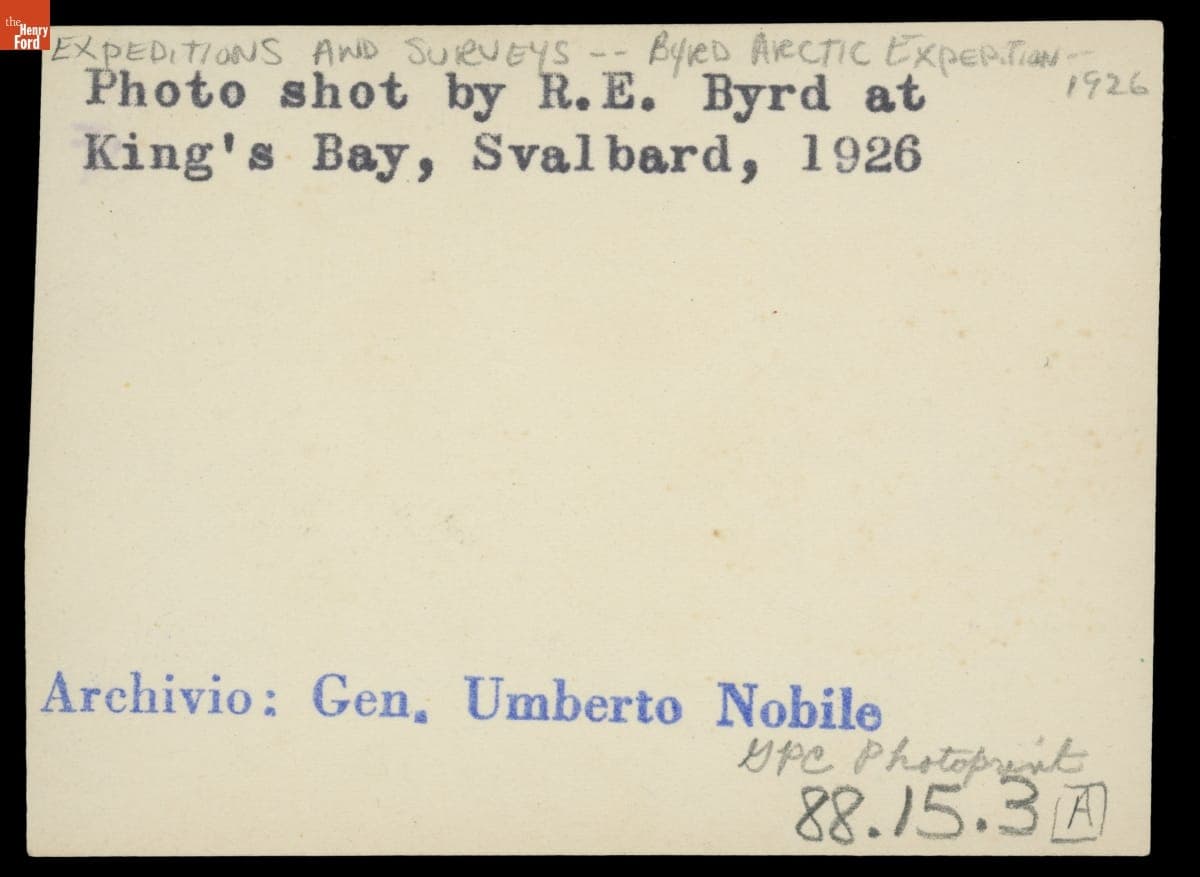 the
Henry
Ford
EXPEDITIONS AND SURVEYS -- BYRD ARCTIC EXPEDITION --
1926
Photo shot by R.E. Byrd at
King's Bay, Svalbard, 1926
Archivio: Gen. Umberto Nobile
GPC Photoprint
88.15.3 A